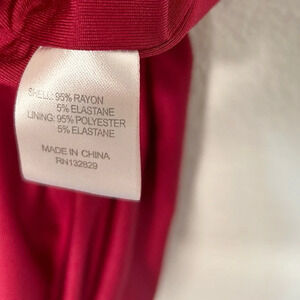 SHELL: 95% RAYON
5% ELASTANE
LINING: 95% POLYESTER
5% ELASTANE
MADE IN CHINA
RN132829